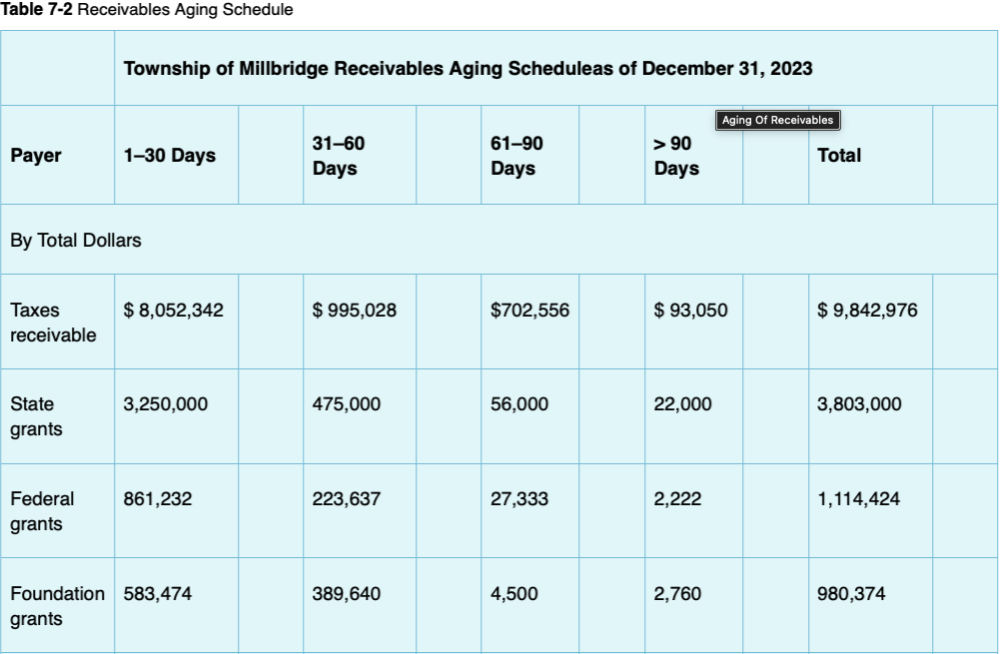 Table 7-2 Receivables Aging Schedule
Township of Millbridge Receivables Aging Scheduleas of December 31, 2023
Aging Of Receivables
Payer 1–30 Days 31–60 Days 61–90 Days > 90 Days Total
By Total Dollars
Taxes receivable $ 8,052,342 $ 995,028 $702,556 $ 93,050 $ 9,842,976
State grants 3,250,000 475,000 56,000 22,000 3,803,000
Federal grants 861,232 223,637 27,333 2,222 1,114,424
Foundation grants 583,474 389,640 4,500 2,760 980,374